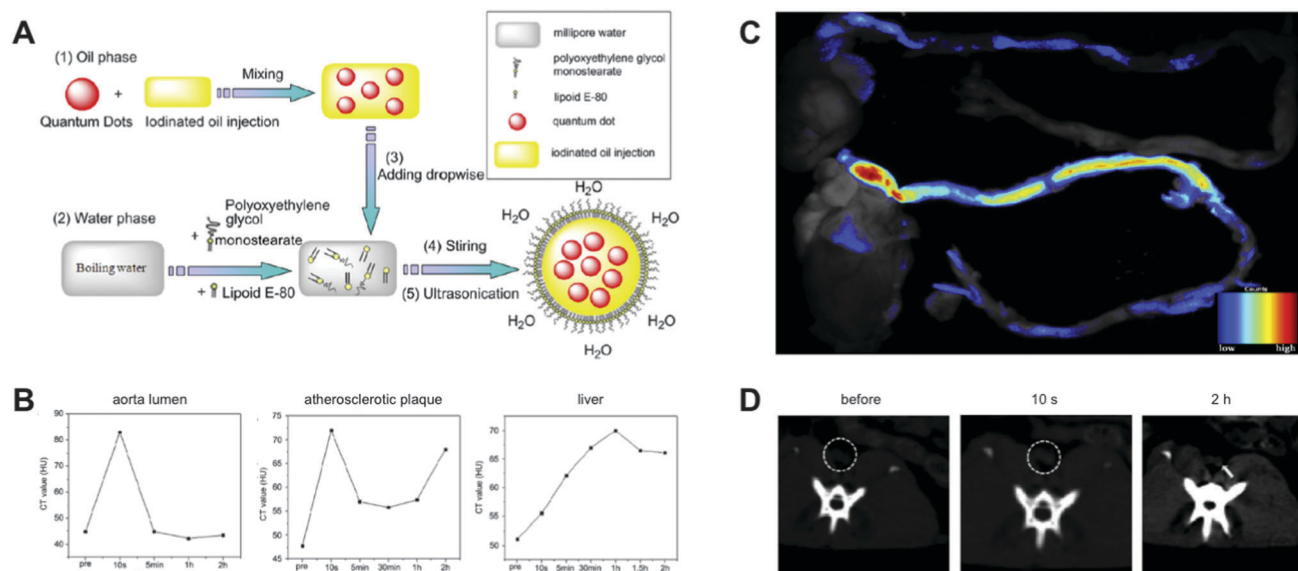 A
(1) Oil phase
Quantum Dots
+
Iodinated oil injection
Mixing
(3)
Adding dropwise
(2) Water phase
Boiling water
+
Polyoxyethylene
glycol
monostearate
+ Lipoid E-80
(4) Stiring
(5) Ultrasonication
H2O
H2O
H2O
H2O
H2O
H2O
H2O
H2O
millipore water
polyoxyethylene glycol
monostearate
lipoid E-80
quantum dot
iodinated oil injection
B
aorta lumen
CT value (HU)
90
80
70
60
50
40
pre
10s
5min
1h
2h
atherosclerotic plaque
CT value (HU)
75
70
65
60
55
50
45
pre
10s
5min
30min
1h
2h
liver
CT value (HU)
70
65
60
55
50
pre
10s
5min
30min
1h
1.5h
2h
C
Counts
low
high
D
before
10 s
2 h